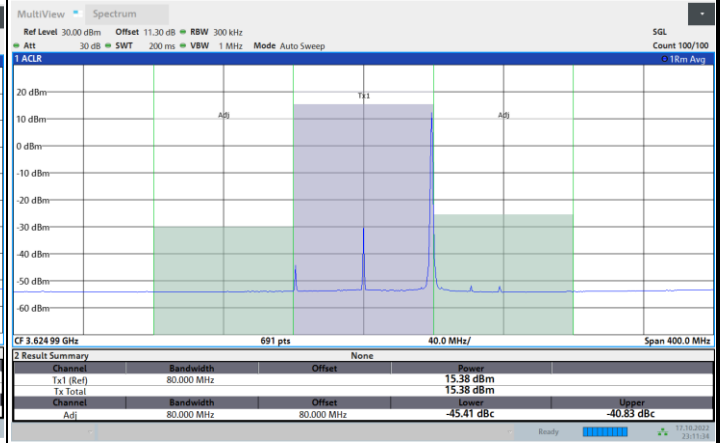 MultiView Spectrum
Ref Level 30.00 dBm Offset 11.30 dB RBW 300 kHz SGL
Att 30 dB SWT 200 ms VBW 1 MHz Mode Auto Sweep Count 100/100
1 ACLR 1Rm Avg
20 dBm
Tx1
10 dBm
Adj
Adj
0 dBm
-10 dBm
-20 dBm
-30 dBm
-40 dBm
-50 dBm
-60 dBm
CF 3.624 99 GHz 691 pts 40.0 MHz/ Span 400.0 MHz
2 Result Summary None
Channel Bandwidth Offset Power
Tx1 (Ref) 80.000 MHz 15.38 dBm
Tx Total 15.38 dBm
Channel Bandwidth Offset Lower Upper
Adj 80.000 MHz 80.000 MHz -45.41 dBc -40.83 dBc
Ready 17.10.2022
23:11:38